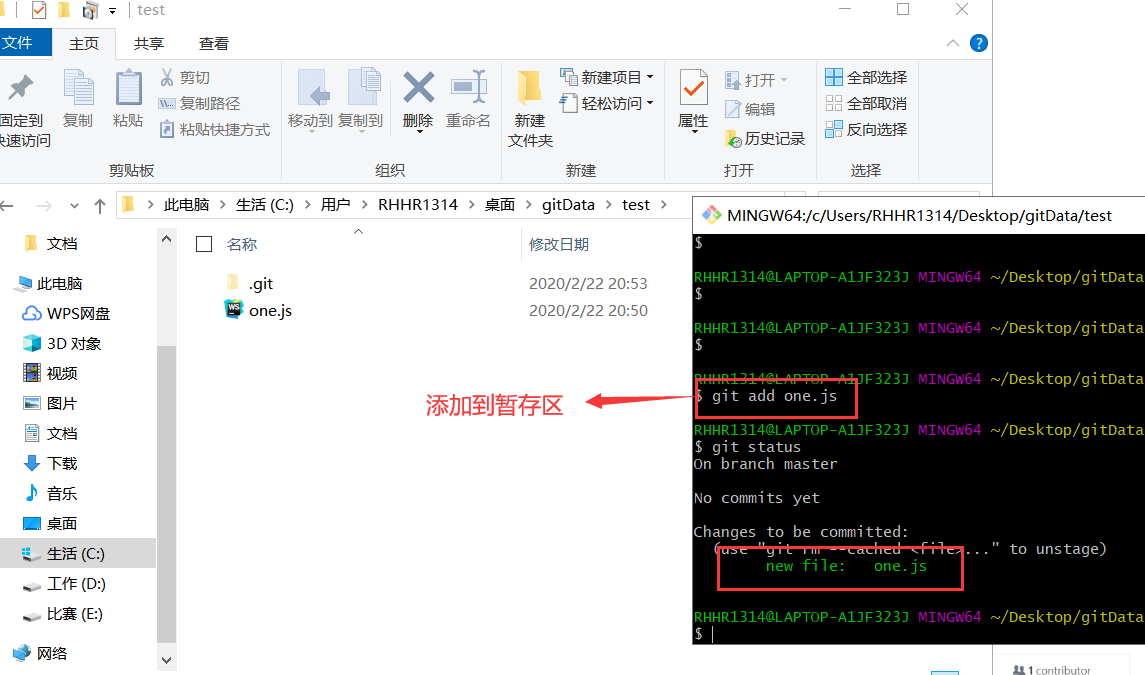 test
文件 主页 共享 查看
固定到
快速访问
复制
粘贴
剪切
复制路径
粘贴快捷方式
剪贴板
移动到 复制到 删除 重命名
组织
新建
文件夹
新建项目
轻松访问
新建
属性
打开
编辑
历史记录
打开
全部选择
全部取消
反向选择
选择
此电脑 > 生活 (C:) > 用户 > RHHR1314 > 桌面 > gitData > test >
文档
此电脑
WPS网盘
3D 对象
视频
图片
文档
下载
音乐
桌面
生活 (C:)
工作 (D:)
比赛 (E:)
网络
名称 修改日期
.git 2020/2/22 20:53
one.js 2020/2/22 20:50
添加到暂存区
MINGW64:/c/Users/RHHR1314/Desktop/gitData/test
$
RHHR1314@LAPTOP-A1JF323J MINGW64 ~/Desktop/gitData
$
RHHR1314@LAPTOP-A1JF323J MINGW64 ~/Desktop/gitData
$
RHHR1314@LAPTOP-A1JF323J MINGW64 ~/Desktop/gitData
$ git add one.js
RHHR1314@LAPTOP-A1JF323J MINGW64 ~/Desktop/gitData
$ git status
On branch master
No commits yet
Changes to be committed:
(use "git rm --cached <file>..." to unstage)
new file: one.js
RHHR1314@LAPTOP-A1JF323J MINGW64 ~/Desktop/gitData
$
1 contributor